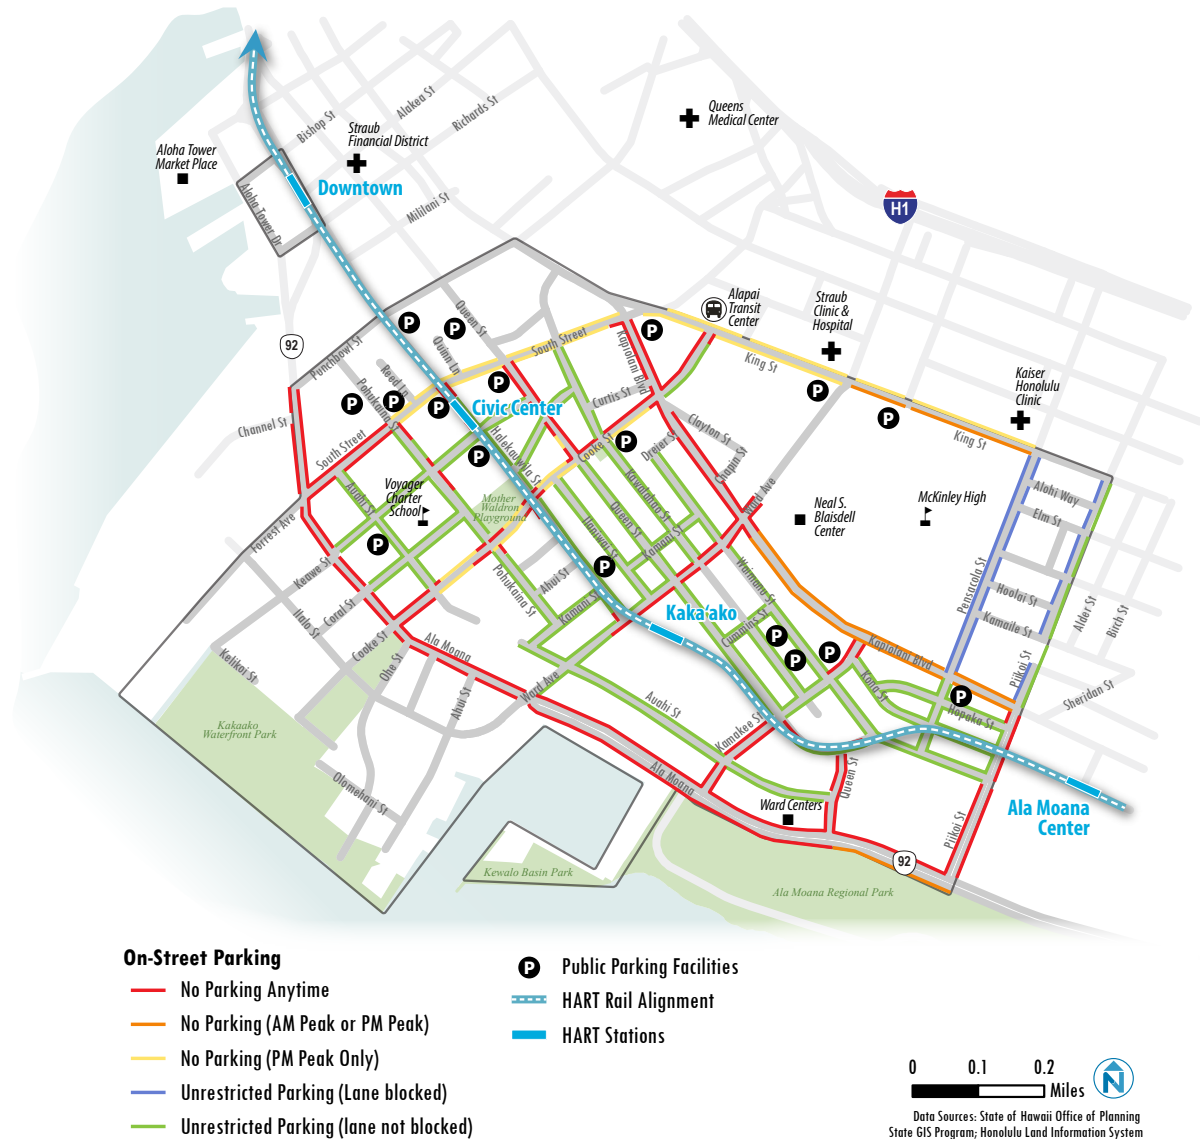 Queens
Medical Center
Bishop St
Alakea St
Richards St
Straub
Financial District
Aloha Tower
Market Place
Downtown
Aloha Tower Dr
Mililani St
H1
Alapai
Transit
Center
Straub
Clinic &
Hospital
Kaiser
Honolulu
Clinic
92
Punchbowl St
Queen St
Quinn Ln
South Street
Kapiolani Blvd
King St
Reed Ln
Pohukaina St
Curtis St
Civic Center
Channel St
South Street
Halekauwila St
Cooke St
Dreier St
Clayton St
Chapin St
King St
Voyager
Charter
School
Auahi St
Mother
Waldron
Playground
Kawaiahao St
Queen St
Ilaniwai St
Kamani St
Ward Ave
Neal S.
Blaisdell
Center
McKinley High
Alohi Way
Elm St
Forrest Ave
Keawe St
Coral St
Halo St
Cooke St
Pohukaina St
Ahui St
Kamani St
Waimanu St
Cummins St
Kaka'ako
Pensacola St
Hoolai St
Kamaile St
Alder St
Birch St
Piikoi St
Sheridan St
Kapiolani Blvd
Kona St
Hopaka St
Kelikai St
Ohe St
Ala Moana
Ahui St
Ward Ave
Auahi St
Kamakee St
Queen St
Kakaako
Waterfront Park
Olomehani St
Ala Moana
Ward Centers
Piikoi St
Ala Moana
Center
92
Kewalo Basin Park
Ala Moana Regional Park
On-Street Parking
No Parking Anytime
No Parking (AM Peak or PM Peak)
No Parking (PM Peak Only)
Unrestricted Parking (Lane blocked)
Unrestricted Parking (lane not blocked)
P Public Parking Facilities
HART Rail Alignment
HART Stations
0 0.1 0.2
Miles
N
Data Sources: State of Hawaii Office of Planning
State GIS Program; Honolulu Land Information System